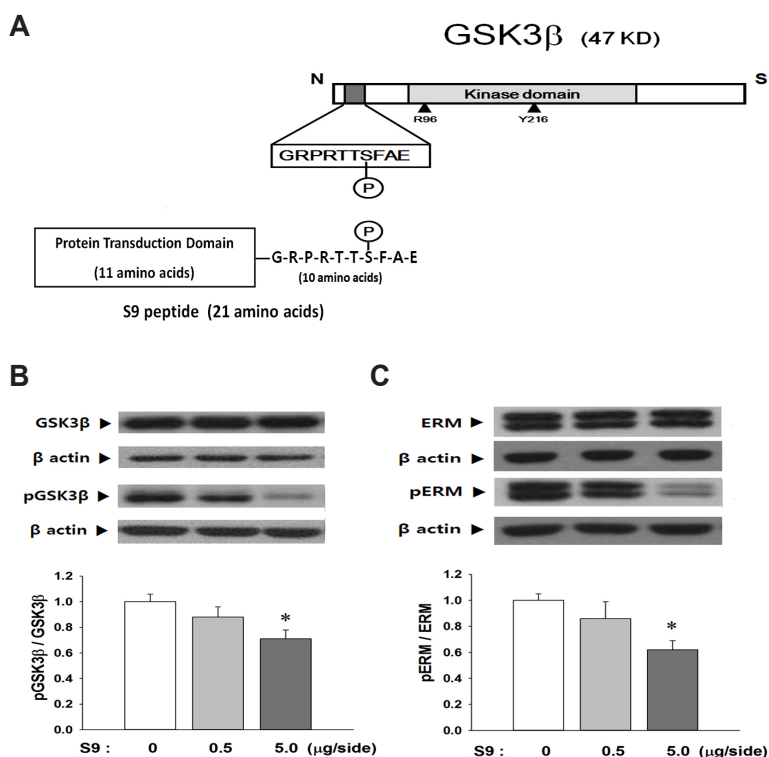 A
GSK3β (47 KD)
N
S
Kinase domain
R96
Y216
GRPRTTSFAE
P
P
Protein Transduction Domain
(11 amino acids)
G-R-P-R-T-T-S-F-A-E
(10 amino acids)
S9 peptide (21 amino acids)
B
GSK3β ►
β actin ►
pGSK3β ►
β actin ►
pGSK3β / GSK3β
1.2
1.0
0.8
0.6
0.4
0.2
0.0
*
S9 : 0 0.5 5.0 (μg/side)
C
ERM ►
β actin ►
pERM ►
β actin ►
pERM / ERM
1.2
1.0
0.8
0.6
0.4
0.2
0.0
*
S9 : 0 0.5 5.0 (μg/side)